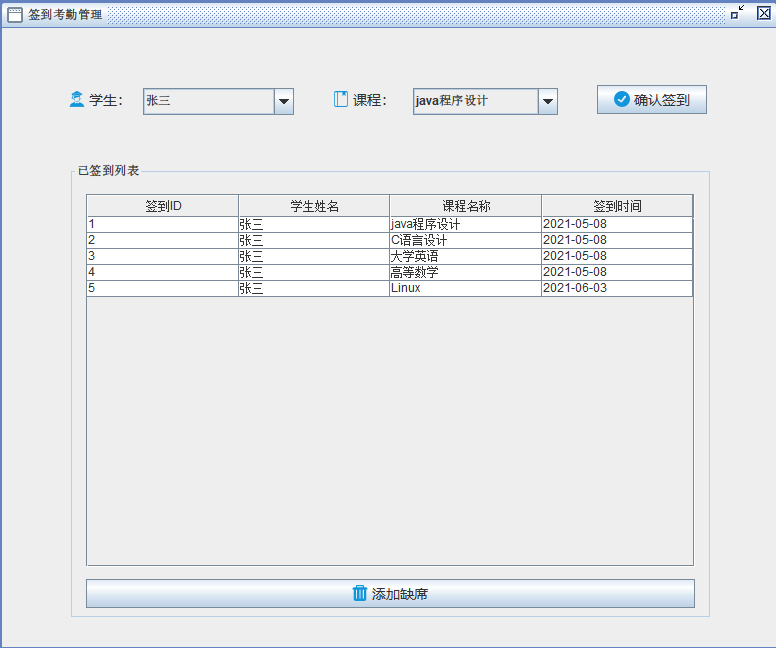 签到考勤管理
学生： 张三 课程： java程序设计 确认签到
已签到列表
签到ID 学生姓名 课程名称 签到时间
1 张三 java程序设计 2021-05-08
2 张三 C语言设计 2021-05-08
3 张三 大学英语 2021-05-08
4 张三 高等数学 2021-05-08
5 张三 Linux 2021-06-03
添加缺席